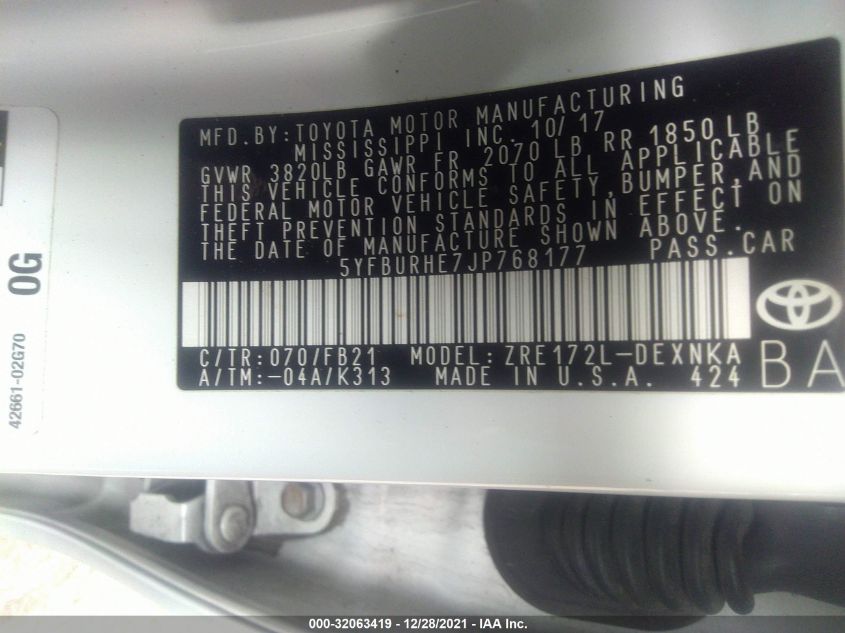 MFD.BY:TOYOTA MOTOR MANUFACTURING
MISSISSIPPI INC. 10/17
GVWR 3820LB GAWR FR 2070 LB RR 1850 LB
THIS VEHICLE CONFORMS TO ALL APPLICABLE
FEDERAL MOTOR VEHICLE SAFETY,BUMPER,AND
THEFT PREVENTION STANDARDS IN EFFECT ON
THE DATE OF MANUFACTURE SHOWN ABOVE.
5YFBURHE7JP768177 PASS.CAR
C/TR:070/FB21 MODEL:ZRE172L-DEXNKA
A/TM:-04A/K313 MADE IN U.S.A. 424
BA
0G
42661-02G70
000-32063419 - 12/28/2021 - IAA Inc.